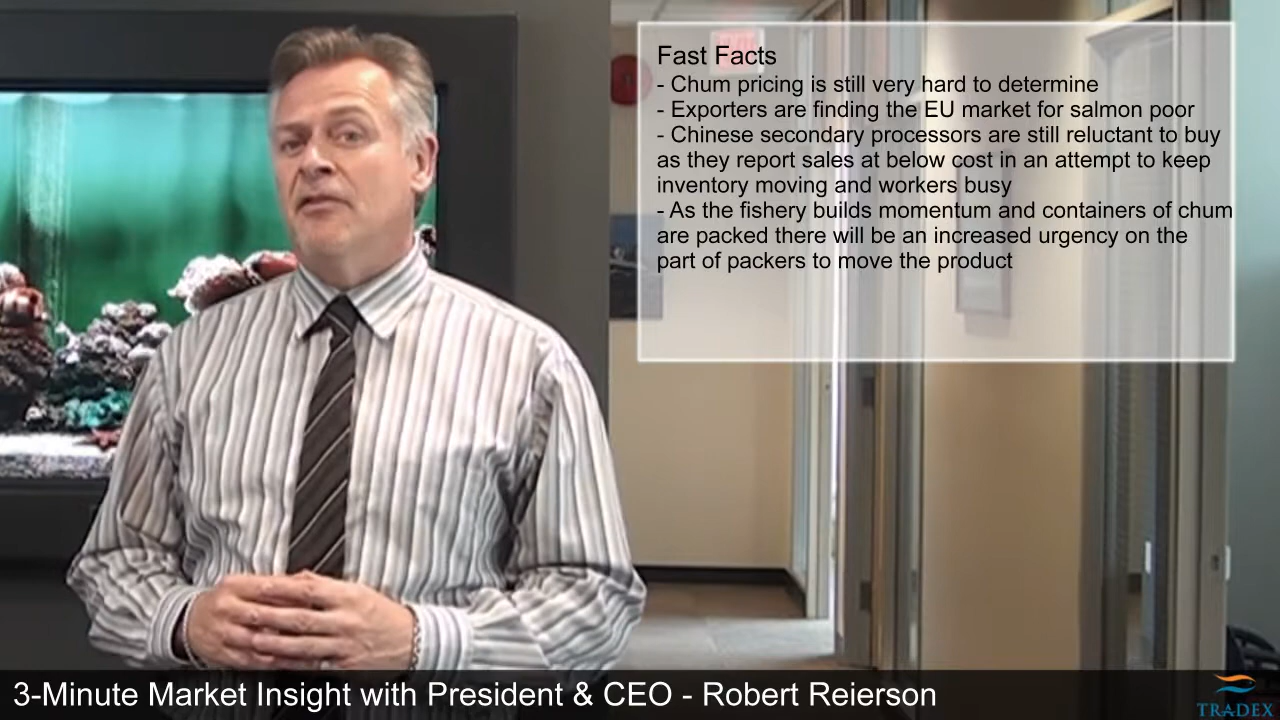 Fast Facts
- Chum pricing is still very hard to determine
- Exporters are finding the EU market for salmon poor
- Chinese secondary processors are still reluctant to buy
as they report sales at below cost in an attempt to keep
inventory moving and workers busy
- As the fishery builds momentum and containers of chum
are packed there will be an increased urgency on the
part of packers to move the product
EXIT
3-Minute Market Insight with President & CEO - Robert Reierson
TRADEX